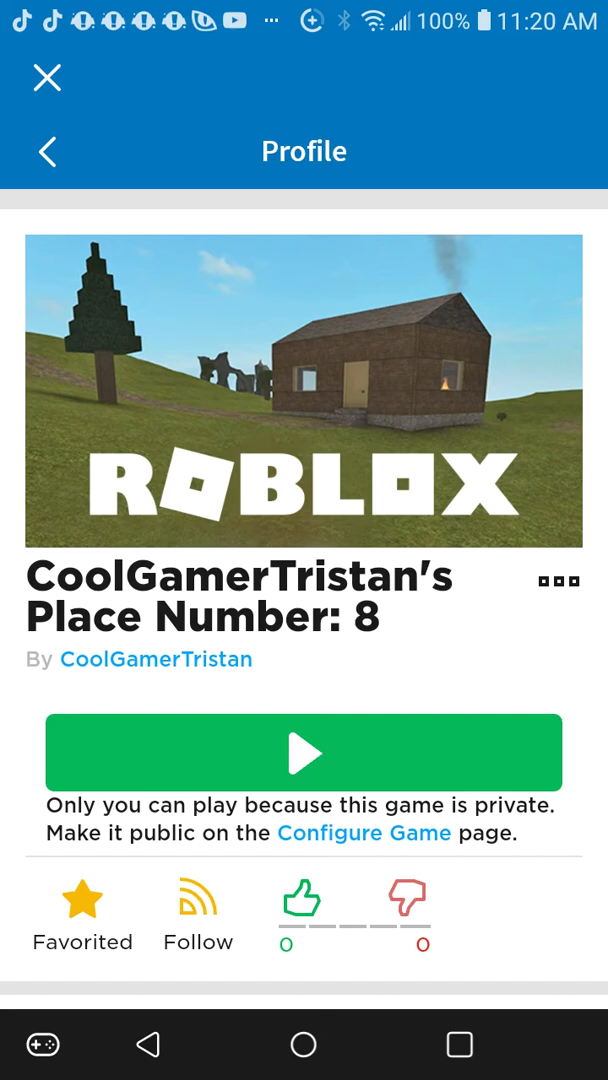 100% 11:20 AM
Profile
ROBLOX
CoolGamerTristan's
Place Number: 8
By CoolGamerTristan
Only you can play because this game is private.
Make it public on the Configure Game page.
Favorited Follow 0 0